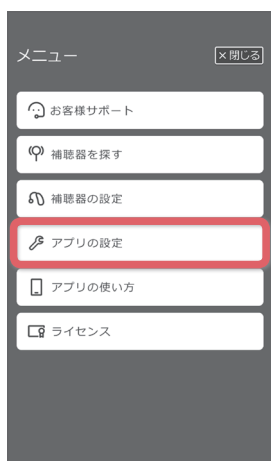 メニュー
×閉じる
お客様サポート
補聴器を探す
補聴器の設定
アプリの設定
アプリの使い方
ライセンス